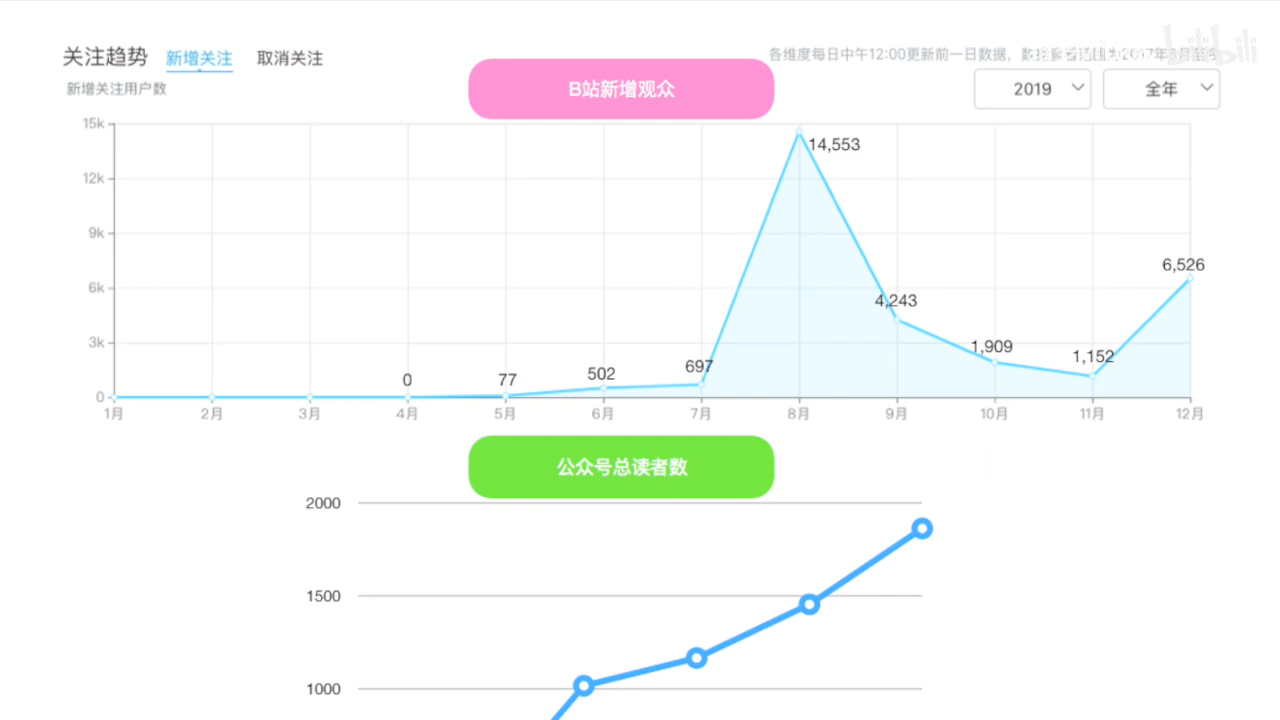 关注趋势 新增关注 取消关注
各维度每日中午12:00更新前一日数据,
bilibili
新增关注用户数
B站新增观众
2019 全年
15k
12k
9k
6k
3k
0
14,553
6,526
4,243
1,909
1,152
697
502
77
0
1月 2月 3月 4月 5月 6月 7月 8月 9月 10月 11月 12月
公众号总读者数
2000
1500
1000